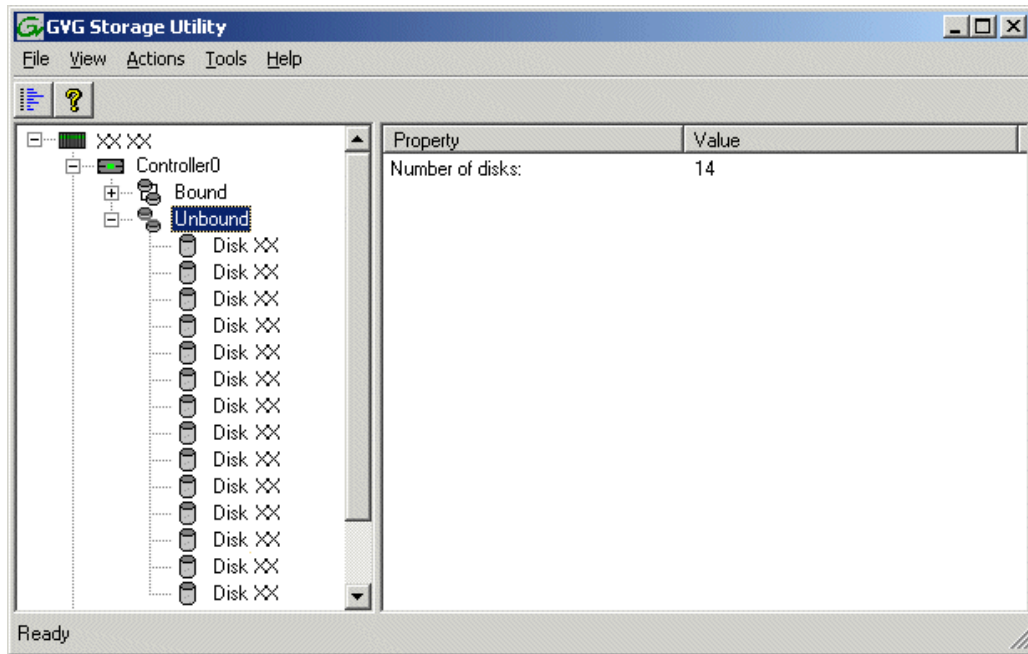 GVG Storage Utility
File View Actions Tools Help
XX XX
Controller0
Bound
Unbound
Disk XX
Disk XX
Disk XX
Disk XX
Disk XX
Disk XX
Disk XX
Disk XX
Disk XX
Disk XX
Disk XX
Disk XX
Disk XX
Disk XX
Property Value
Number of disks: 14
Ready